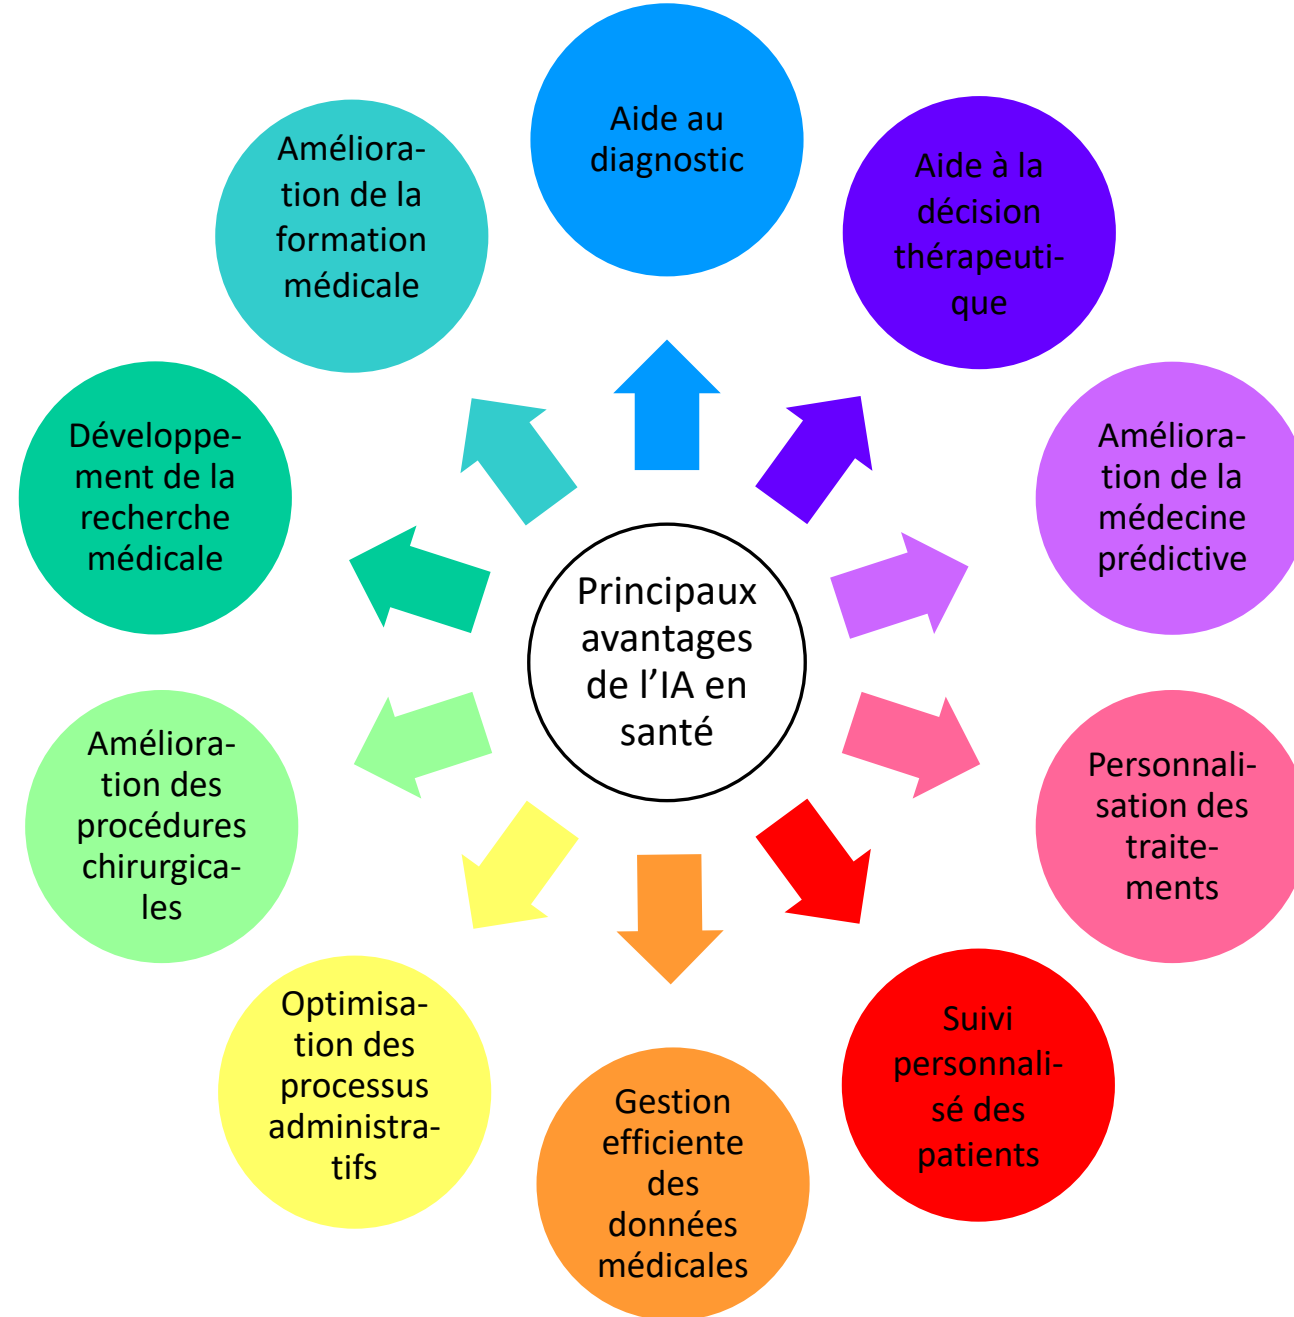 Aide au
diagnostic
Aide à la
décision
thérapeuti-
que
Améliora-
tion de la
médecine
prédictive
Personnali-
sation des
traite-
ments
Suivi
personnali-
sé des
patients
Gestion
efficiente
des
données
médicales
Optimisa-
tion des
processus
administra-
tifs
Améliora-
tion des
procédures
chirurgica-
les
Développe-
ment de la
recherche
médicale
Améliora-
tion de la
formation
médicale
Principaux
avantages
de l’IA en
santé